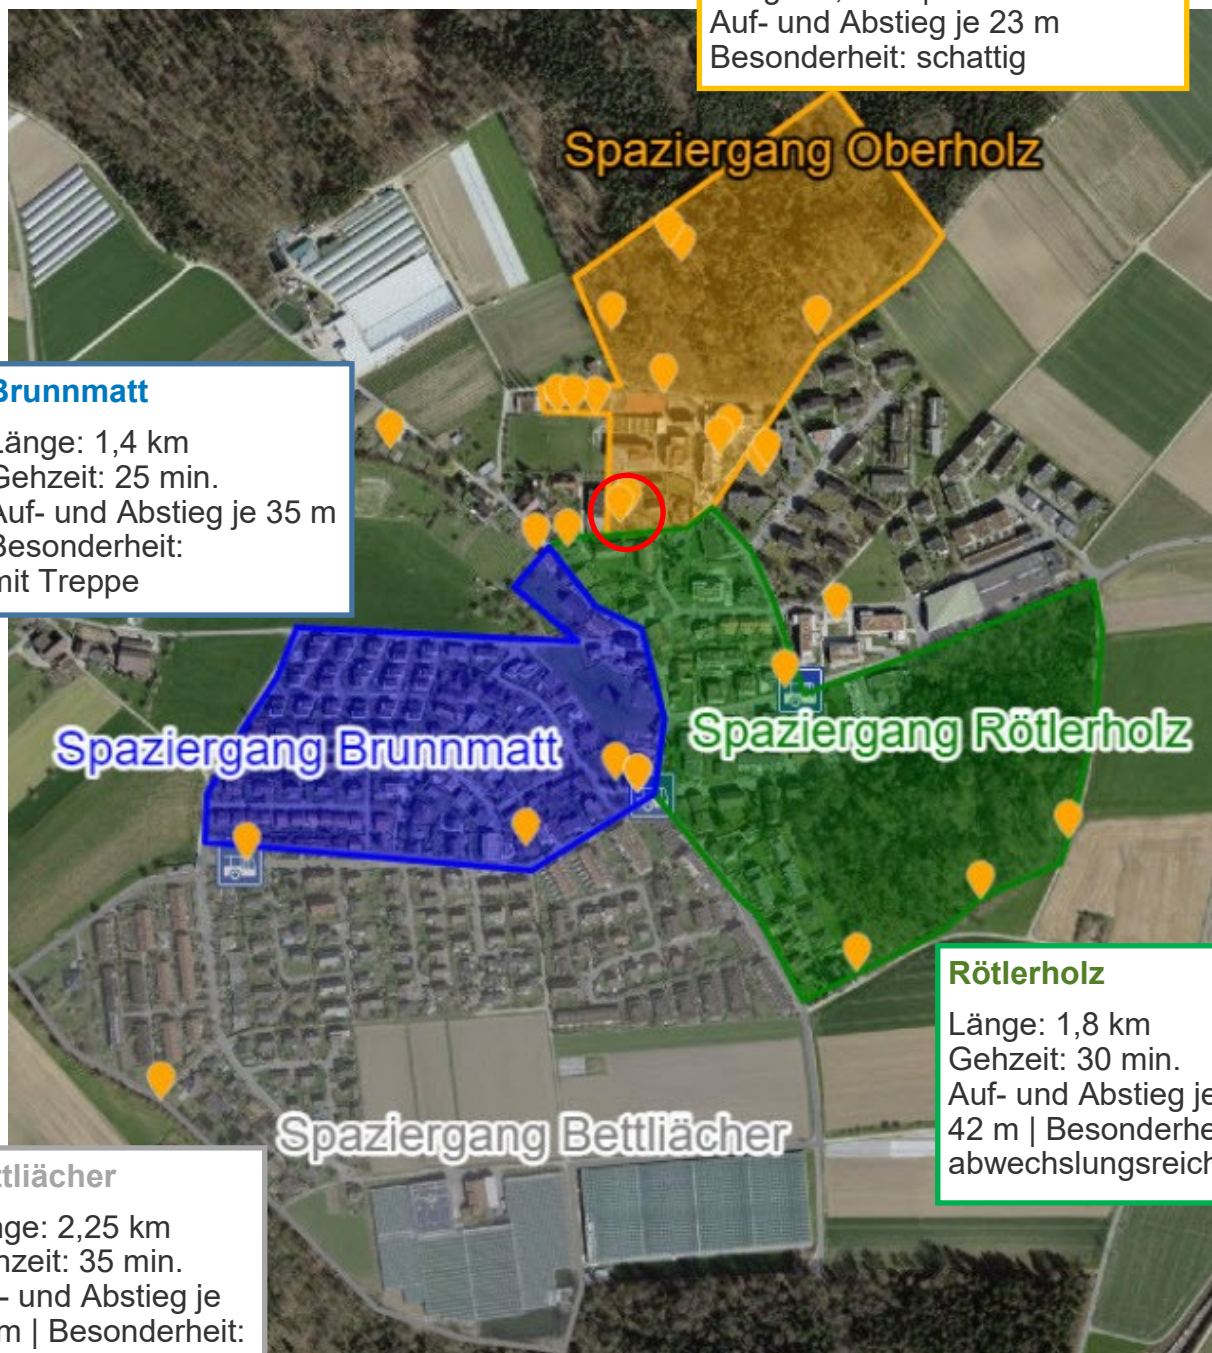 Auf- und Abstieg je 23 m
Besonderheit: schattig
Spaziergang Oberholz
Brunnmatt
Länge: 1,4 km
Gehzeit: 25 min.
Auf- und Abstieg je 35 m
Besonderheit:
mit Treppe
Spaziergang Brunnmatt
Spaziergang Rötlerholz
Rötlerholz
Länge: 1,8 km
Gehzeit: 30 min.
Auf- und Abstieg je
42 m | Besonderhe
abwechslungsreich
Spaziergang Bettliächer
ttliächer
nge: 2,25 km
hzeit: 35 min.
- und Abstieg je
m | Besonderheit: